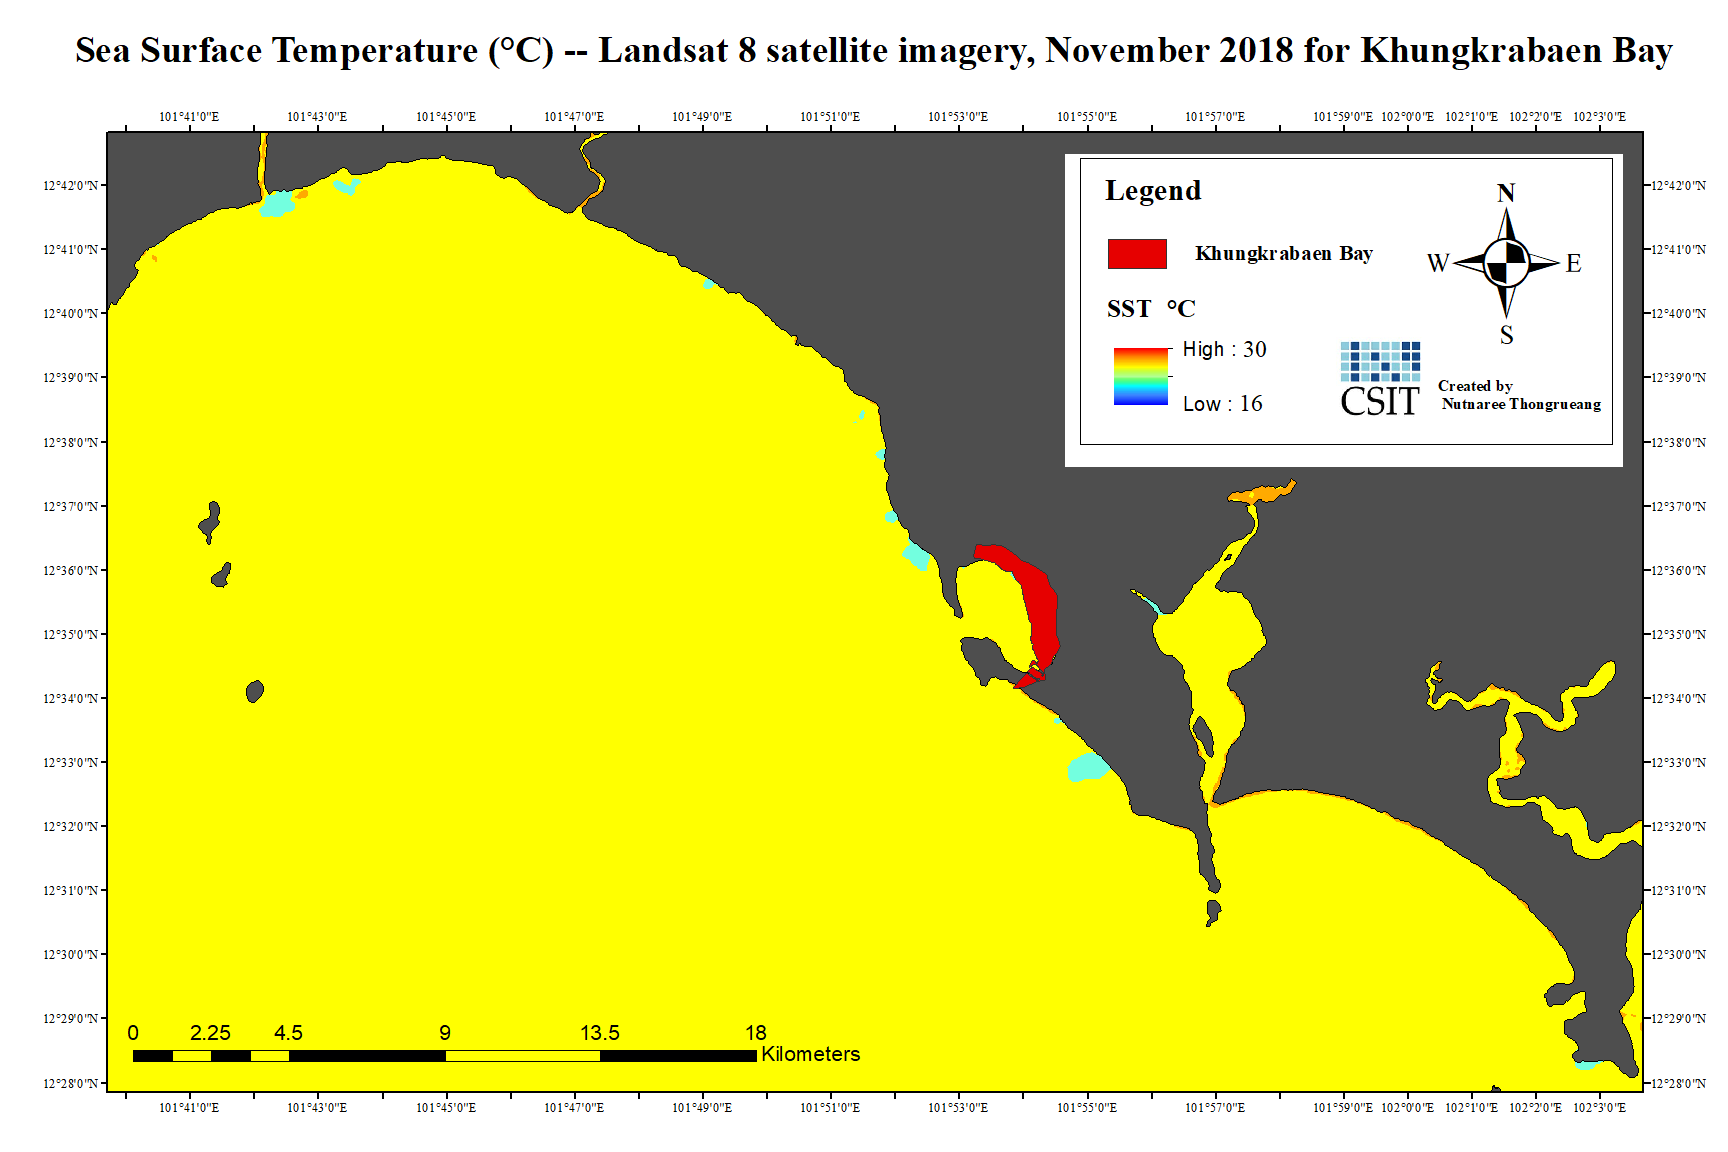 Sea Surface Temperature (°C) -- Landsat 8 satellite imagery, November 2018 for Khungkrabaen Bay
101°41'0"E 101°43'0"E 101°45'0"E 101°47'0"E 101°49'0"E 101°51'0"E 101°53'0"E 101°55'0"E 101°57'0"E 101°59'0"E 102°0'0"E 102°1'0"E 102°2'0"E 102°3'0"E
12°42'0"N 12°42'0"N
12°41'0"N 12°41'0"N
12°40'0"N 12°40'0"N
12°39'0"N 12°39'0"N
12°38'0"N 12°38'0"N
12°37'0"N 12°37'0"N
12°36'0"N 12°36'0"N
12°35'0"N 12°35'0"N
12°34'0"N 12°34'0"N
12°33'0"N 12°33'0"N
12°32'0"N 12°32'0"N
12°31'0"N 12°31'0"N
12°30'0"N 12°30'0"N
12°29'0"N 12°29'0"N
12°28'0"N 12°28'0"N
Legend
Khungkrabaen Bay
SST °C
High : 30
Low : 16
N
W E
S
CSIT
Created by
Nutnaree Thongrueang
0 2.25 4.5 9 13.5 18
Kilometers
101°41'0"E 101°43'0"E 101°45'0"E 101°47'0"E 101°49'0"E 101°51'0"E 101°53'0"E 101°55'0"E 101°57'0"E 101°59'0"E 102°0'0"E 102°1'0"E 102°2'0"E 102°3'0"E